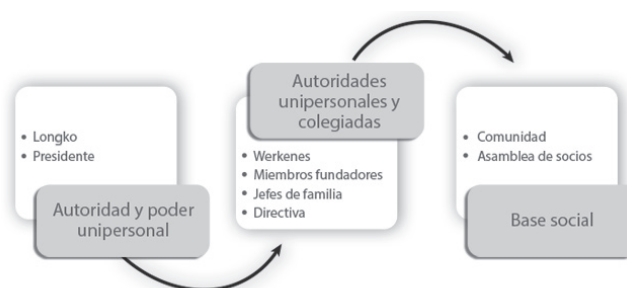 • Longko
• Presidente
Autoridad y poder
unipersonal
Autoridades
unipersonales y
colegiadas
• Werkenes
• Miembros fundadores
• Jefes de familia
• Directiva
• Comunidad
• Asamblea de socios
Base social